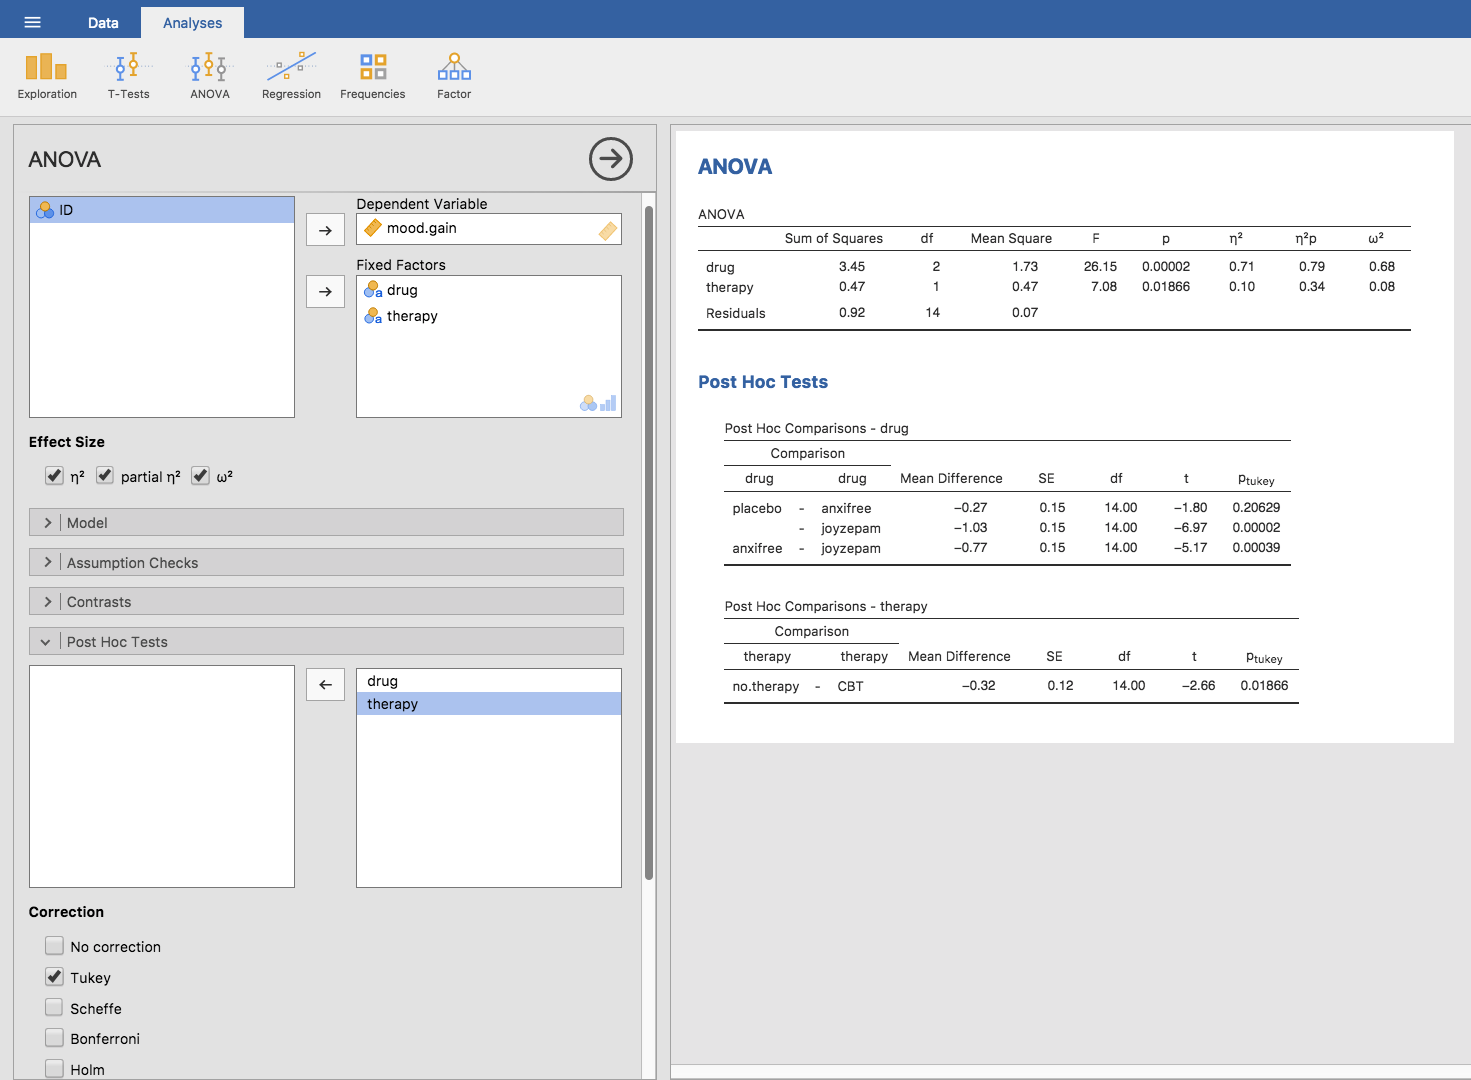 Data Analyses
Exploration T-Tests ANOVA Regression Frequencies Factor
ANOVA
ID
Dependent Variable
mood.gain
Fixed Factors
drug
therapy
Effect Size
η² partial η² ω²
Model
Assumption Checks
Contrasts
Post Hoc Tests
drug
therapy
Correction
No correction
Tukey
Scheffe
Bonferroni
Holm
ANOVA
ANOVA
Sum of Squares df Mean Square F p η² η²p ω²
drug 3.45 2 1.73 26.15 0.00002 0.71 0.79 0.68
therapy 0.47 1 0.47 7.08 0.01866 0.10 0.34 0.08
Residuals 0.92 14 0.07
Post Hoc Tests
Post Hoc Comparisons - drug
Comparison
drug drug Mean Difference SE df t ptukey
placebo - anxifree −0.27 0.15 14.00 −1.80 0.20629
- joyzepam −1.03 0.15 14.00 −6.97 0.00002
anxifree - joyzepam −0.77 0.15 14.00 −5.17 0.00039
Post Hoc Comparisons - therapy
Comparison
therapy therapy Mean Difference SE df t ptukey
no.therapy - CBT −0.32 0.12 14.00 −2.66 0.01866